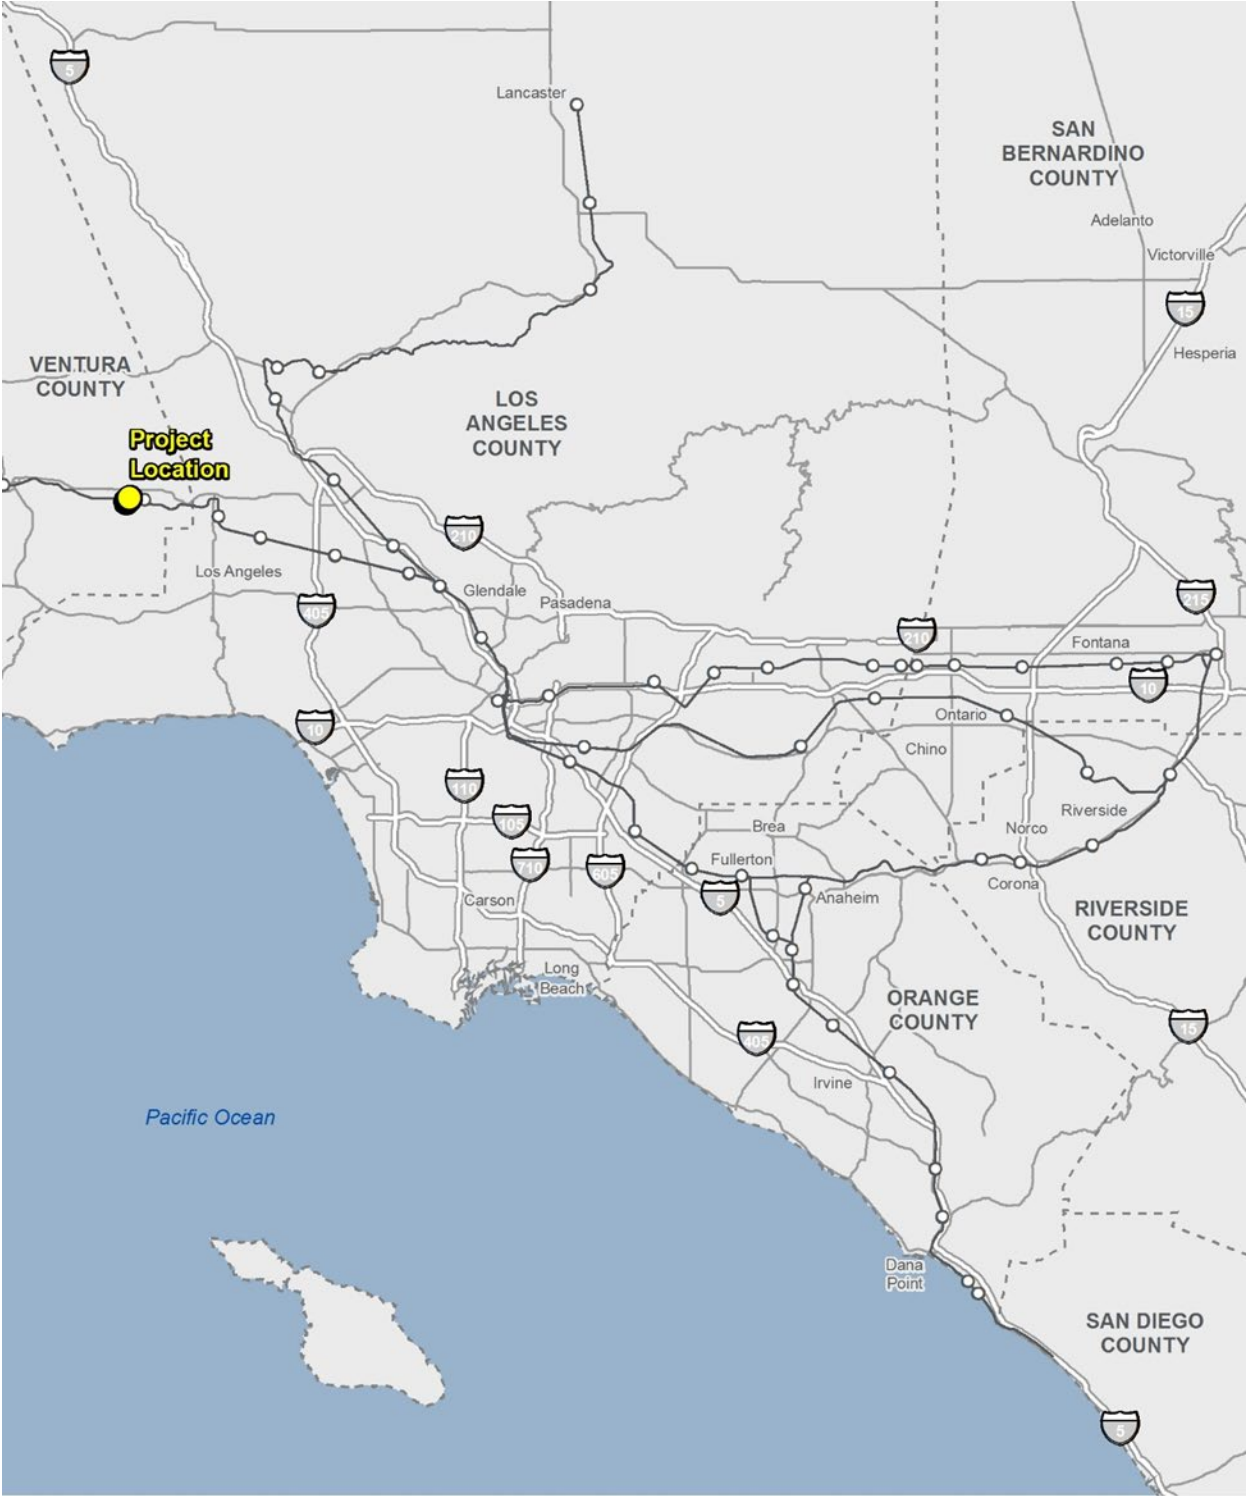 5
Lancaster
SAN
BERNARDINO
COUNTY
Adelanto
Victorville
15
Hesperia
VENTURA
COUNTY
LOS
ANGELES
COUNTY
Project
Location
210
Los Angeles
Glendale
Pasadena
405
215
210
Fontana
10
10
Ontario
Chino
110
105
Riverside
Brea
Norco
710
605
Fullerton
5
Corona
Carson
Anaheim
RIVERSIDE
COUNTY
Long
Beach
ORANGE
COUNTY
15
405
Irvine
Pacific Ocean
Dana
Point
SAN DIEGO
COUNTY
5